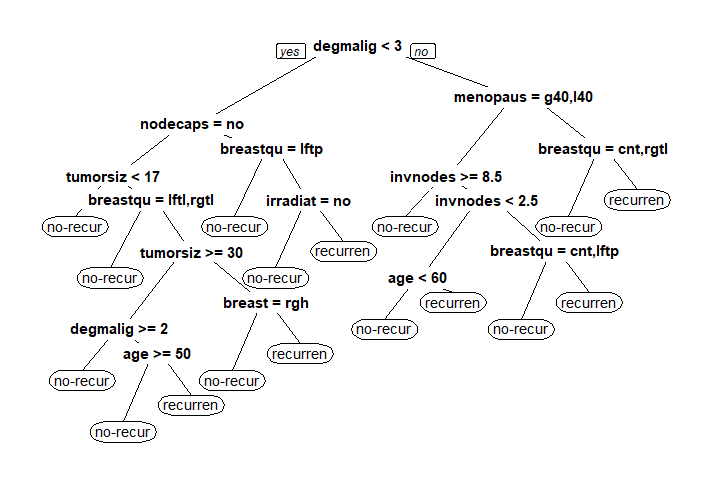 degmalig < 3
yes no
menopaus = g40,l40
nodecaps = no
breastqu = lftp breastqu = cnt,rgtl
tumorsiz < 17 invnodes >= 8.5
breastqu = lftl,rgtl irradiat = no invnodes < 2.5 recurren
no-recur no-recur no-recur no-recur
tumorsiz >= 30 recurren breastqu = cnt,lftp
no-recur no-recur age < 60
breast = rgh recurren recurren
degmalig >= 2 no-recur no-recur
age >= 50 recurren
no-recur no-recur
recurren
no-recur